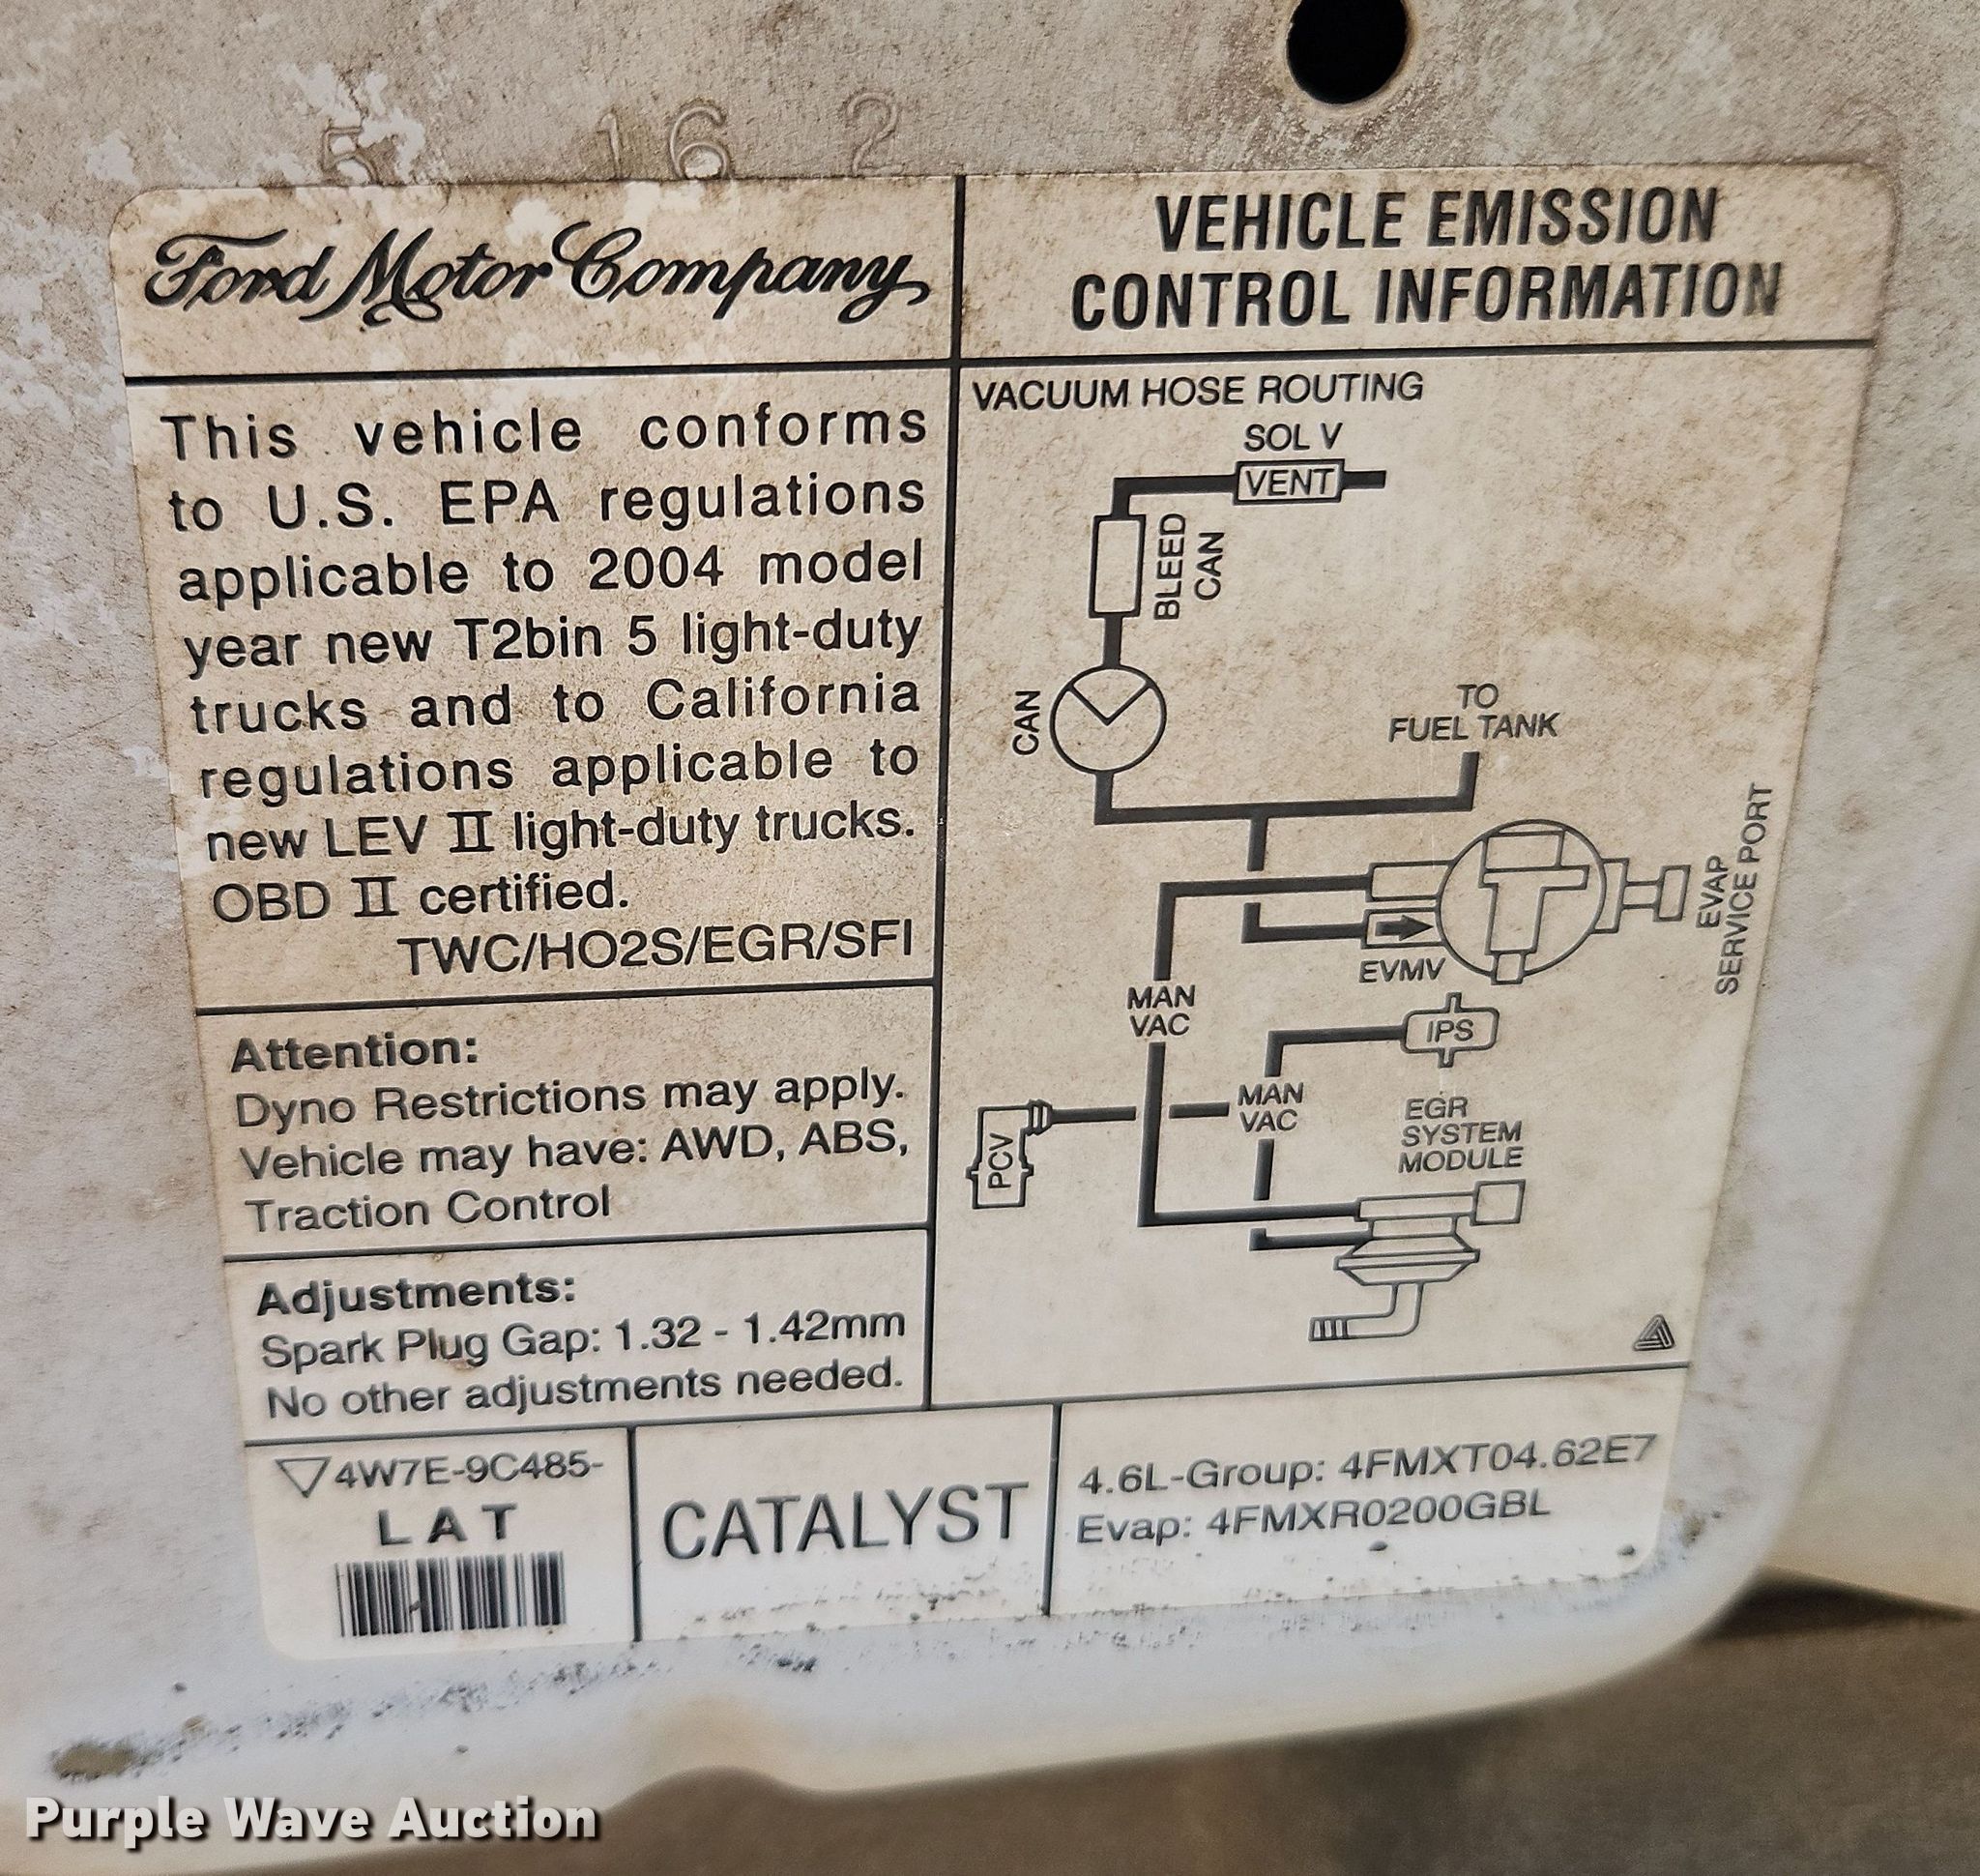 5 16 2
Ford Motor Company
VEHICLE EMISSION
CONTROL INFORMATION
This vehicle conforms
to U.S. EPA regulations
applicable to 2004 model
year new T2bin 5 light-duty
trucks and to California
regulations applicable to
new LEV II light-duty trucks.
OBD II certified.
TWC/HO2S/EGR/SFI
Attention:
Dyno Restrictions may apply.
Vehicle may have: AWD, ABS,
Traction Control
Adjustments:
Spark Plug Gap: 1.32 - 1.42mm
No other adjustments needed.
VACUUM HOSE ROUTING
SOL V
VENT
BLEED
CAN
CAN
TO
FUEL TANK
EVAP
SERVICE PORT
EVMV
MAN
VAC
IPS
MAN
VAC
PCV
EGR
SYSTEM
MODULE
4W7E-9C485-
LAT
CATALYST
4.6L-Group: 4FMXT04.62E7
Evap: 4FMXR0200GBL
Purple Wave Auction